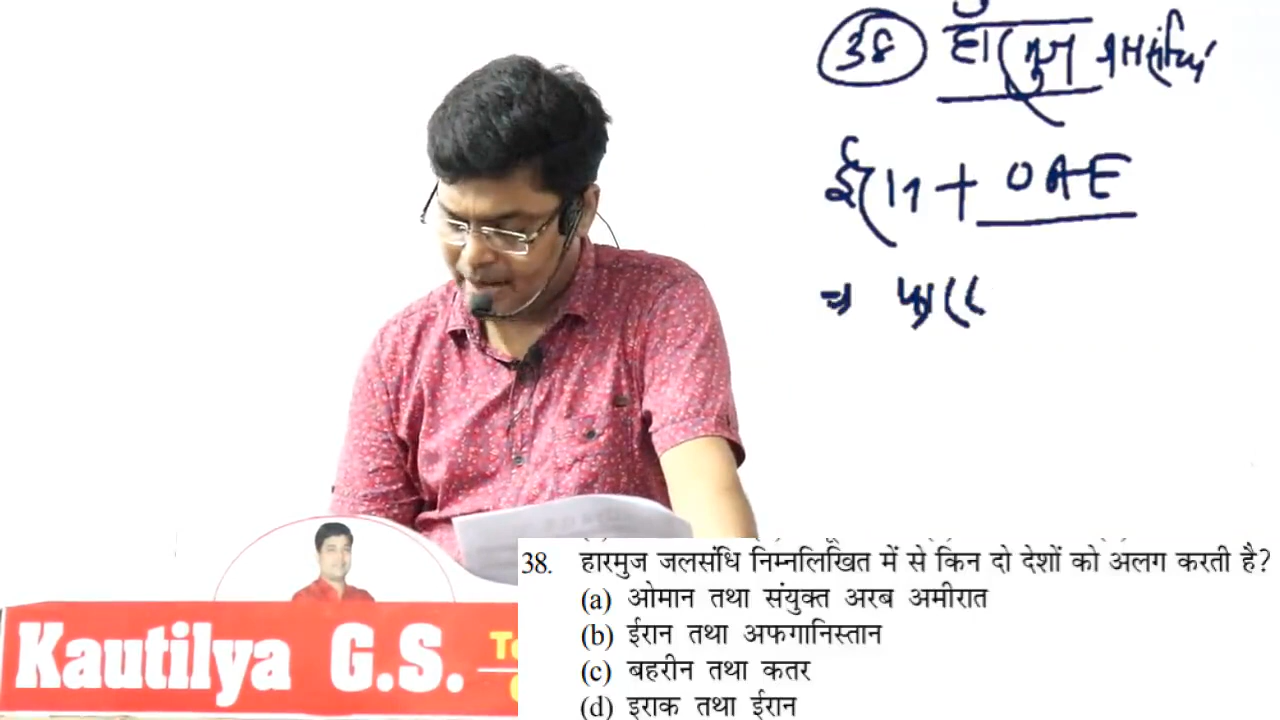 38 हॉर्मुज जलसंधि
ईरान + UAE
→ फार
Kautilya G.S.
38. हारमुज जलसंधि निम्नलिखित में से किन दो देशों को अलग करती है?
(a) ओमान तथा संयुक्त अरब अमीरात
(b) ईरान तथा अफगानिस्तान
(c) बहरीन तथा कतर
(d) इराक तथा ईरान